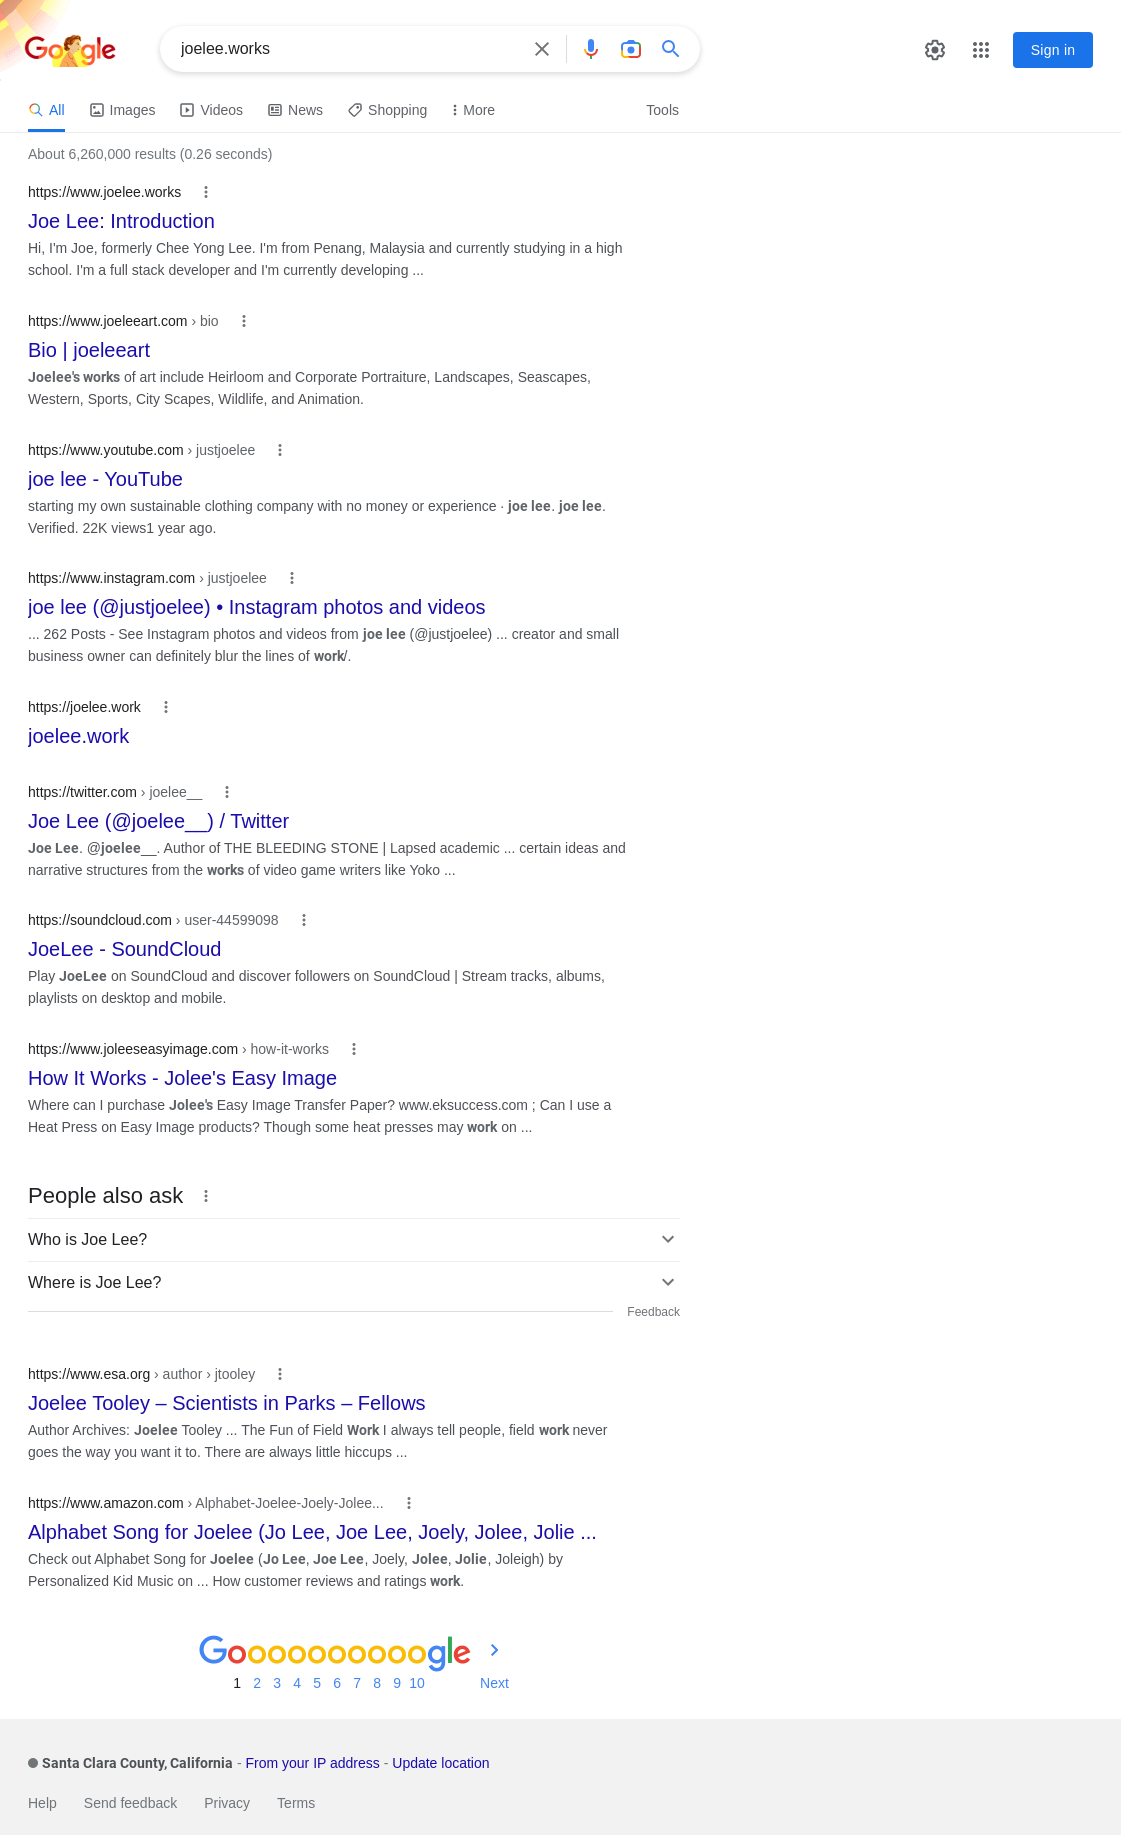 Google
joelee.works
Sign in
All Images Videos News Shopping More Tools
About 6,260,000 results (0.26 seconds)
https://www.joelee.works
Joe Lee: Introduction
Hi, I'm Joe, formerly Chee Yong Lee. I'm from Penang, Malaysia and currently studying in a high
school. I'm a full stack developer and I'm currently developing ...
https://www.joeleeart.com › bio
Bio | joeleeart
Joelee's works of art include Heirloom and Corporate Portraiture, Landscapes, Seascapes,
Western, Sports, City Scapes, Wildlife, and Animation.
https://www.youtube.com › justjoelee
joe lee - YouTube
starting my own sustainable clothing company with no money or experience · joe lee. joe lee.
Verified. 22K views1 year ago.
https://www.instagram.com › justjoelee
joe lee (@justjoelee) • Instagram photos and videos
... 262 Posts - See Instagram photos and videos from joe lee (@justjoelee) ... creator and small
business owner can definitely blur the lines of work/.
https://joelee.work
joelee.work
https://twitter.com › joelee__
Joe Lee (@joelee__) / Twitter
Joe Lee. @joelee__. Author of THE BLEEDING STONE | Lapsed academic ... certain ideas and
narrative structures from the works of video game writers like Yoko ...
https://soundcloud.com › user-44599098
JoeLee - SoundCloud
Play JoeLee on SoundCloud and discover followers on SoundCloud | Stream tracks, albums,
playlists on desktop and mobile.
https://www.joleeseasyimage.com › how-it-works
How It Works - Jolee's Easy Image
Where can I purchase Jolee's Easy Image Transfer Paper? www.eksuccess.com ; Can I use a
Heat Press on Easy Image products? Though some heat presses may work on ...
People also ask
Who is Joe Lee?
Where is Joe Lee?
Feedback
https://www.esa.org › author › jtooley
Joelee Tooley – Scientists in Parks – Fellows
Author Archives: Joelee Tooley ... The Fun of Field Work I always tell people, field work never
goes the way you want it to. There are always little hiccups ...
https://www.amazon.com › Alphabet-Joelee-Joely-Jolee...
Alphabet Song for Joelee (Jo Lee, Joe Lee, Joely, Jolee, Jolie ...
Check out Alphabet Song for Joelee (Jo Lee, Joe Lee, Joely, Jolee, Jolie, Joleigh) by
Personalized Kid Music on ... How customer reviews and ratings work.
Goooooooooogle
1 2 3 4 5 6 7 8 9 10 Next
Santa Clara County, California - From your IP address - Update location
Help Send feedback Privacy Terms